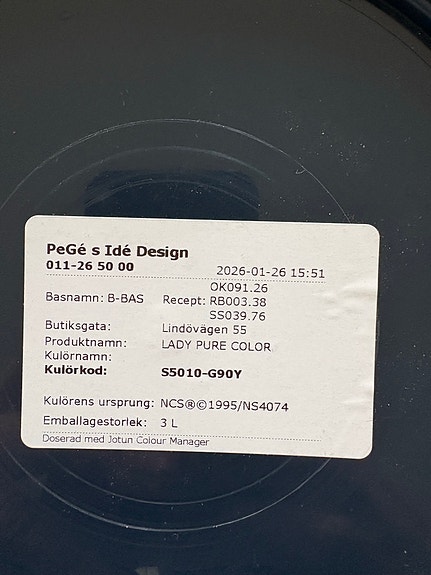 PeGé s Idé Design
011-26 50 00
2026-01-26 15:51
OK091.26
Basnamn: B-BAS Recept: RB003.38
SS039.76
Butiksgata: Lindövägen 55
Produktnamn: LADY PURE COLOR
Kulörnamn:
Kulörkod: S5010-G90Y
Kulörens ursprung: NCS®©1995/NS4074
Emballagestorlek: 3 L
Doserad med Jotun Colour Manager